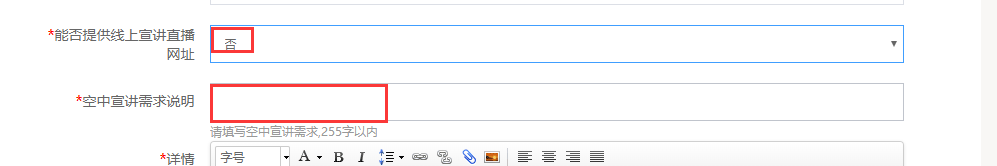 *能否提供线上宣讲直播
网址
否
*空中宣讲需求说明
请填写空中宣讲需求,255字以内
*详情
字号 A B I